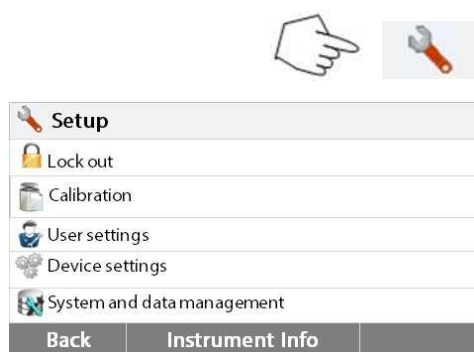 Setup
Lock out
Calibration
User settings
Device settings
System and data management
Back Instrument Info